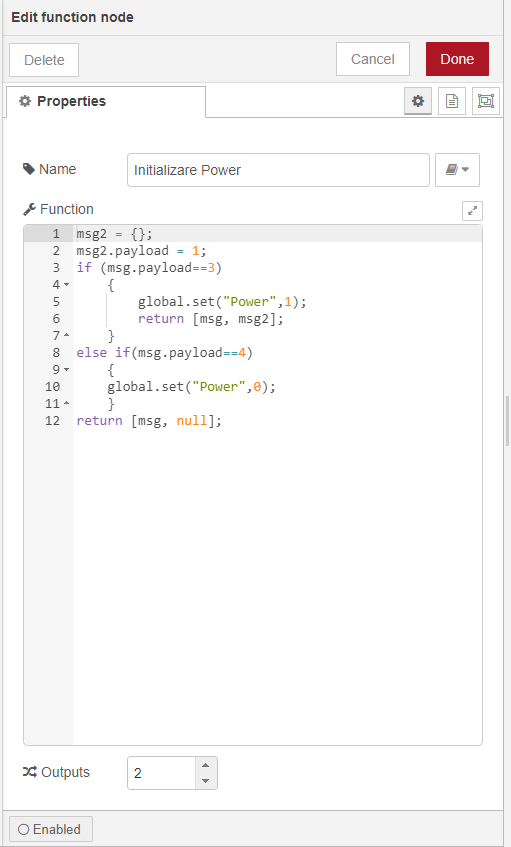 Edit function node
Delete
Cancel
Done
Properties
Name
Initializare Power
Function
1 msg2 = {};
2 msg2.payload = 1;
3 if (msg.payload==3)
4 {
5 global.set("Power",1);
6 return [msg, msg2];
7 }
8 else if(msg.payload==4)
9 {
10 global.set("Power",0);
11 }
12 return [msg, null];
Outputs
2
Enabled